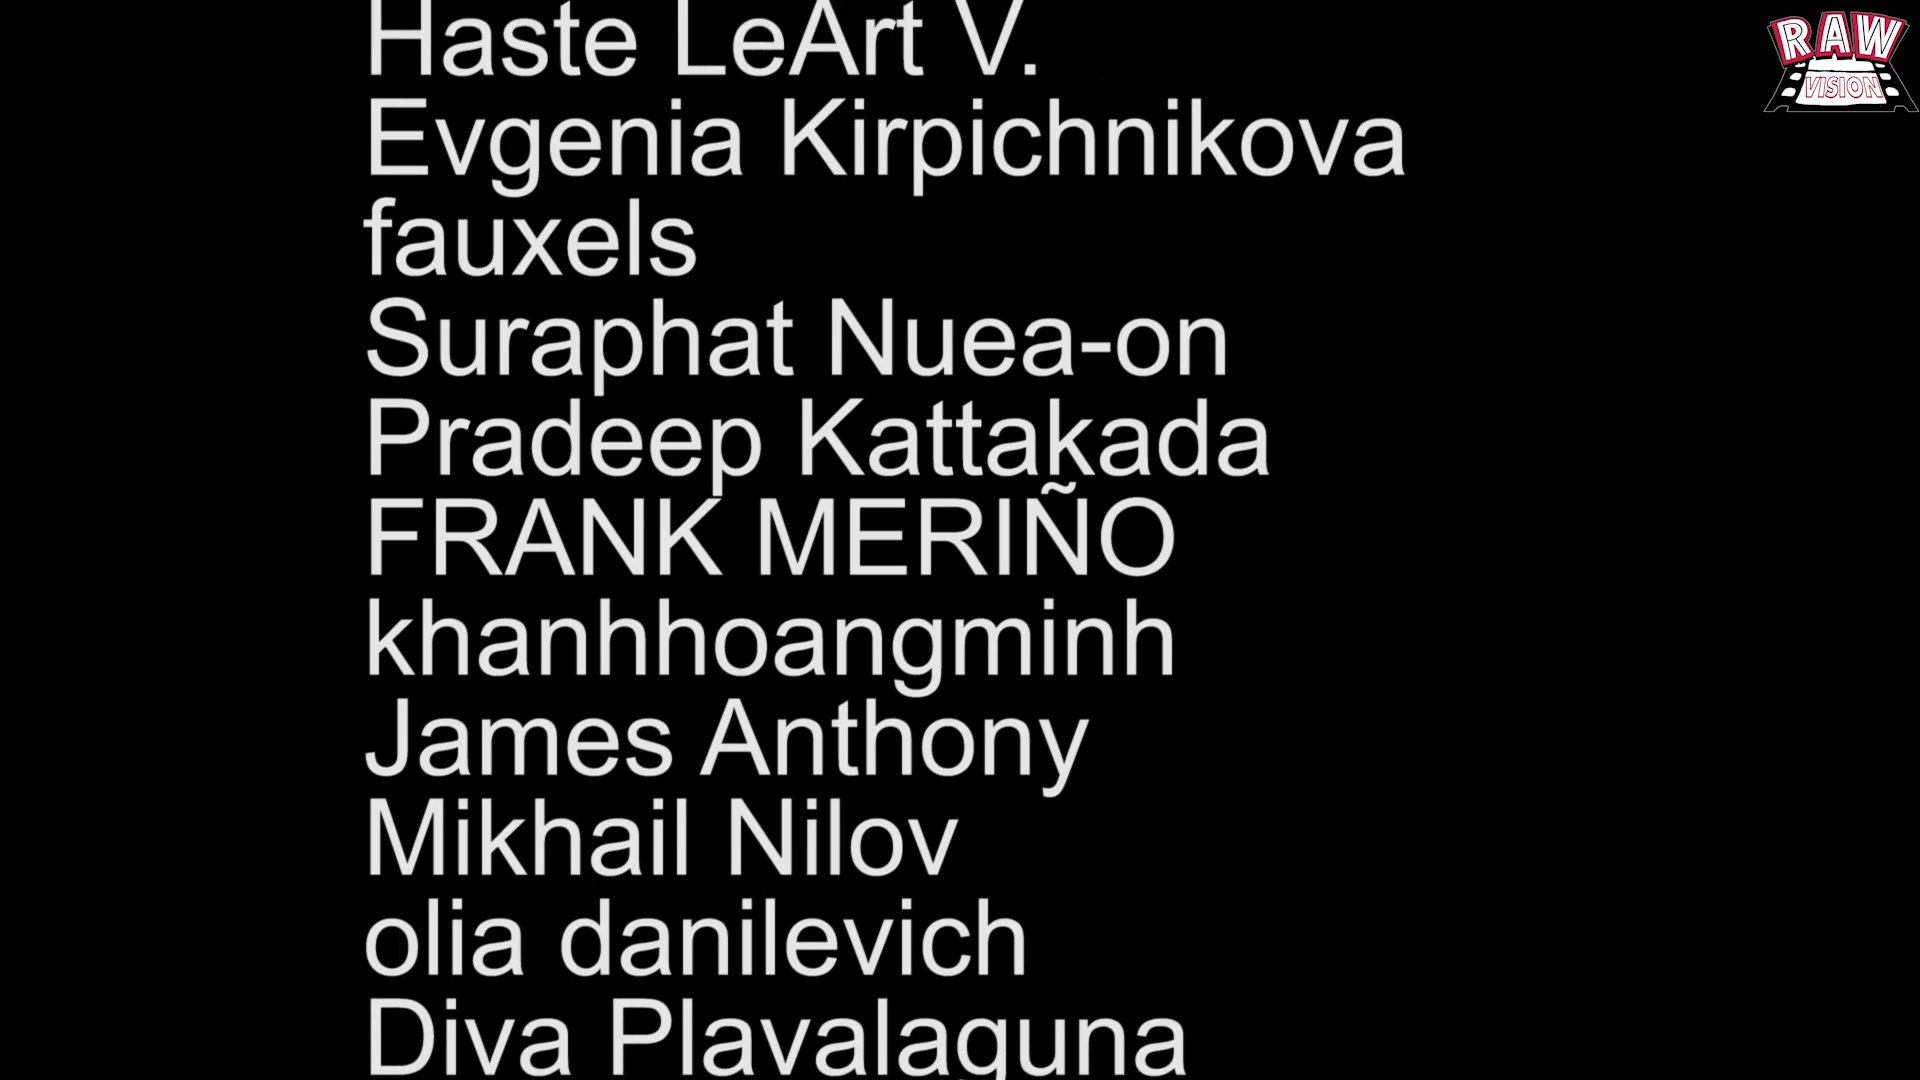 RAW
VISION
Haste LeArt V.
Evgenia Kirpichnikova
fauxels
Suraphat Nuea-on
Pradeep Kattakada
FRANK MERIÑO
khanhhoangminh
James Anthony
Mikhail Nilov
olia danilevich
Diva Plavalaguna